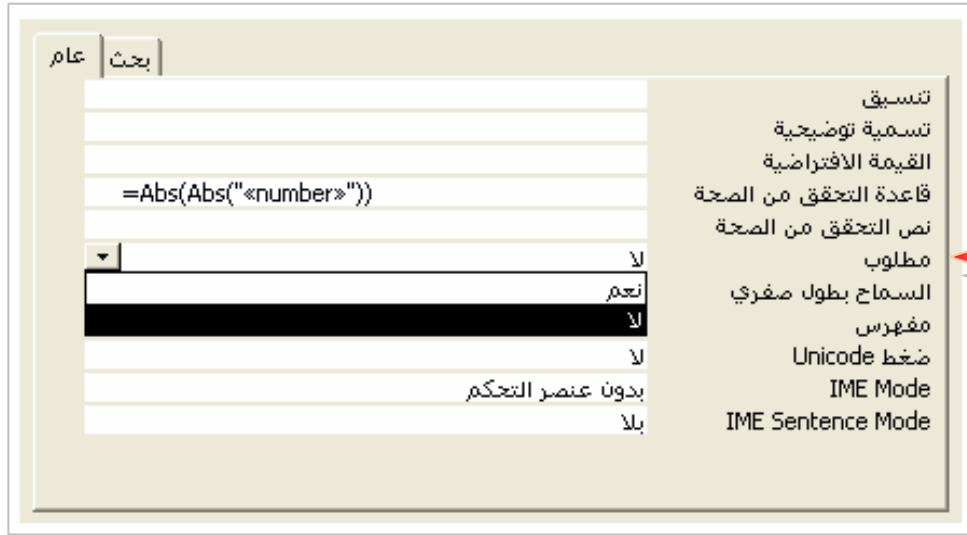 عام بحث
تنسيق
تسمية توضيحية
القيمة الافتراضية
قاعدة التحقق من الصحة =Abs(Abs("«number»"))
نص التحقق من الصحة
مطلوب لا
السماح بطول صفري نعم
مفهرس لا
ضغط Unicode لا
IME Mode بدون عنصر التحكم
IME Sentence Mode بلا